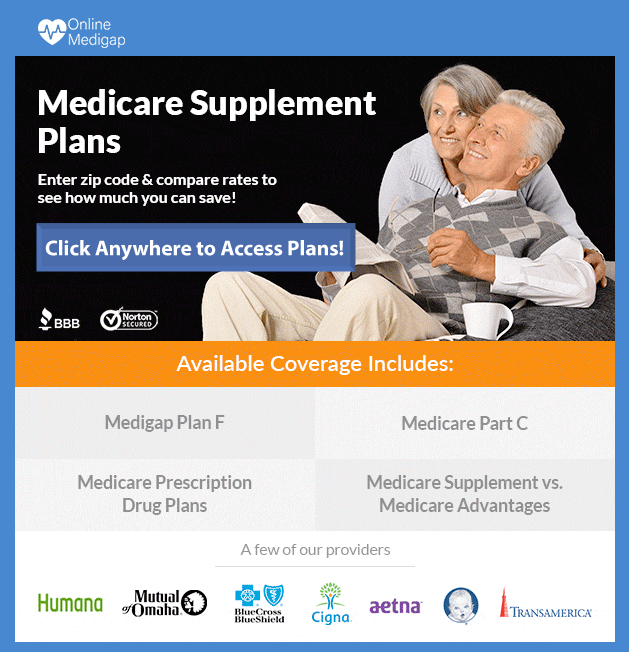 Online
Medigap
Medicare Supplement
Plans
Enter zip code & compare rates to
see how much you can save!
Click Anywhere to Access Plans!
BBB
Norton
SECURED
Available Coverage Includes:
Medigap Plan F
Medicare Part C
Medicare Prescription
Drug Plans
Medicare Supplement vs.
Medicare Advantages
A few of our providers
Humana
Mutual
of Omaha
BlueCross
BlueShield
Cigna
aetna
TRANSAMERICA